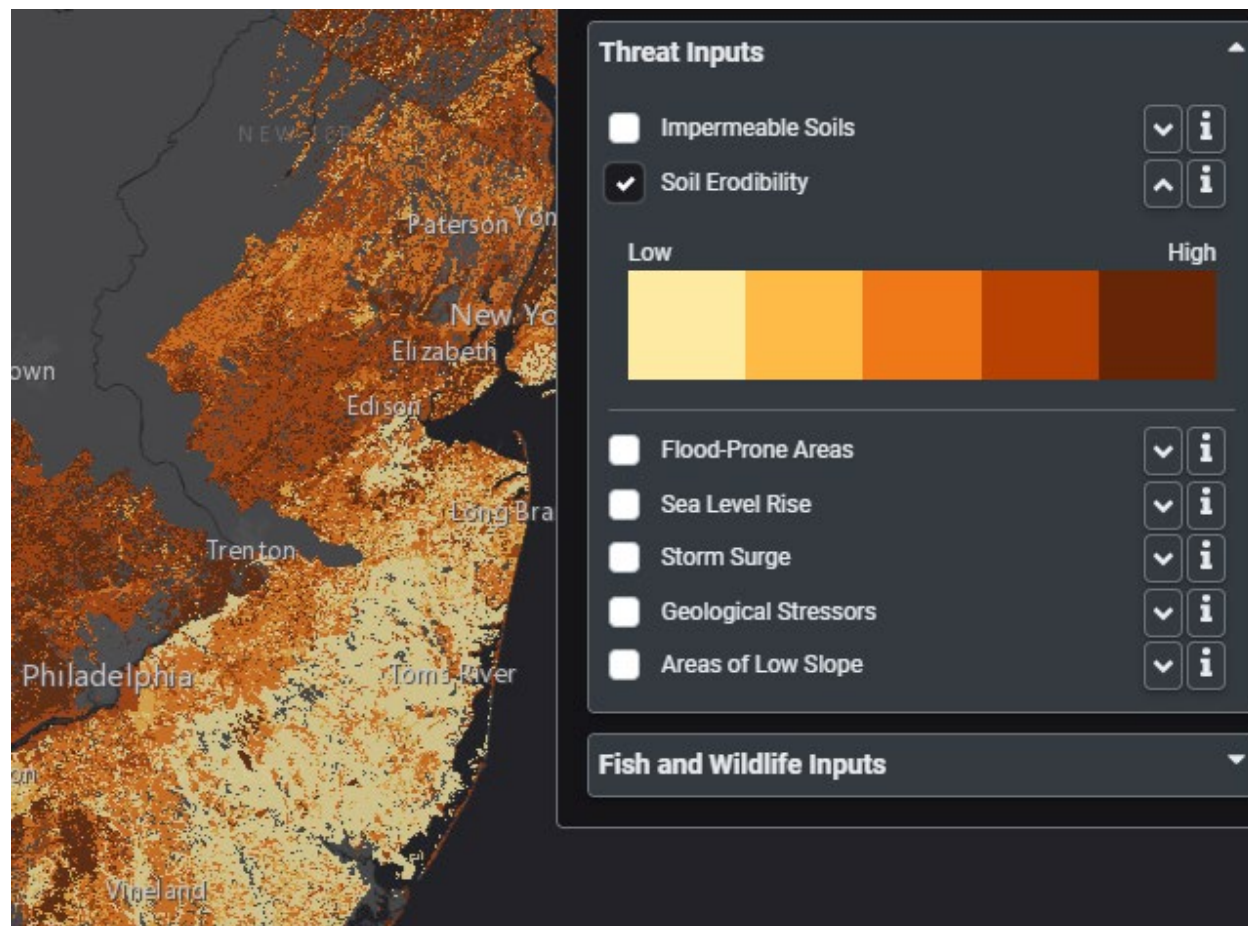 Threat Inputs
Impermeable Soils
Soil Erodibility
Low High
Flood-Prone Areas
Sea Level Rise
Storm Surge
Geological Stressors
Areas of Low Slope
Fish and Wildlife Inputs
Paterson
Yon
New Yo
Elizabeth
own
Edison
Long Bra
Trenton
Philadelphia
Toms River
Vineland